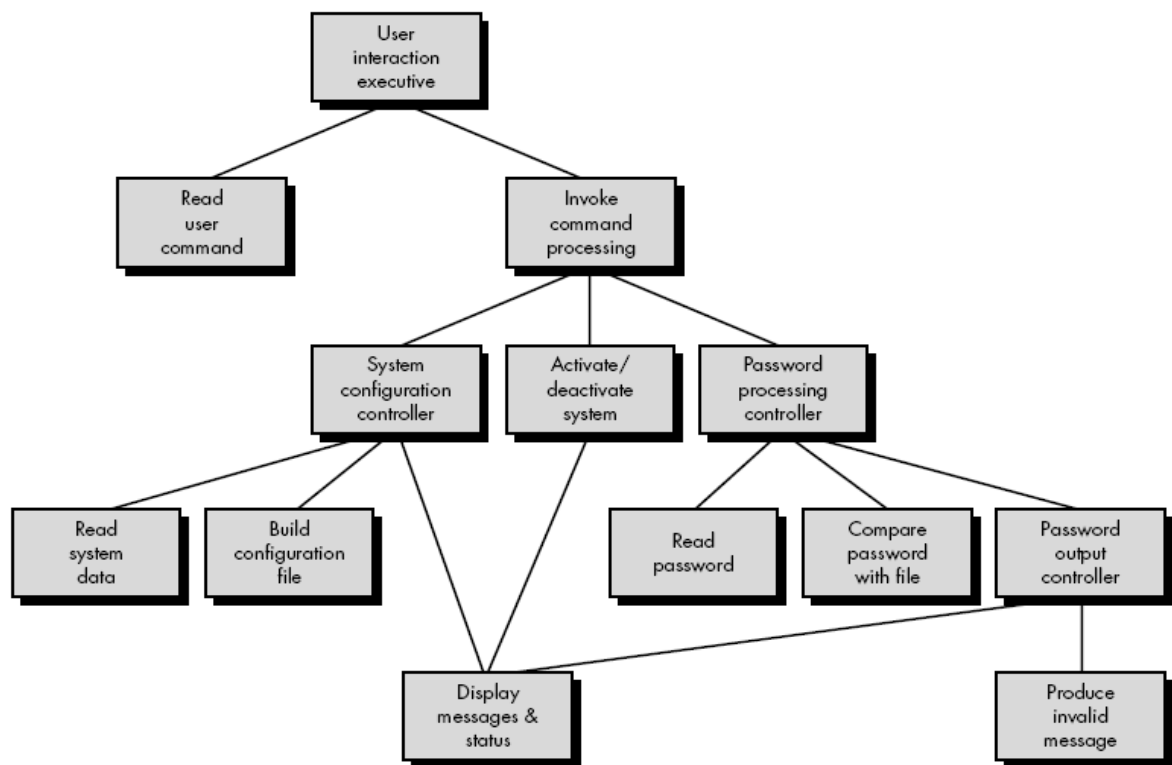 User
interaction
executive
Read
user
command
Invoke
command
processing
System
configuration
controller
Activate/
deactivate
system
Password
processing
controller
Read
system
data
Build
configuration
file
Read
password
Compare
password
with file
Password
output
controller
Display
messages &
status
Produce
invalid
message